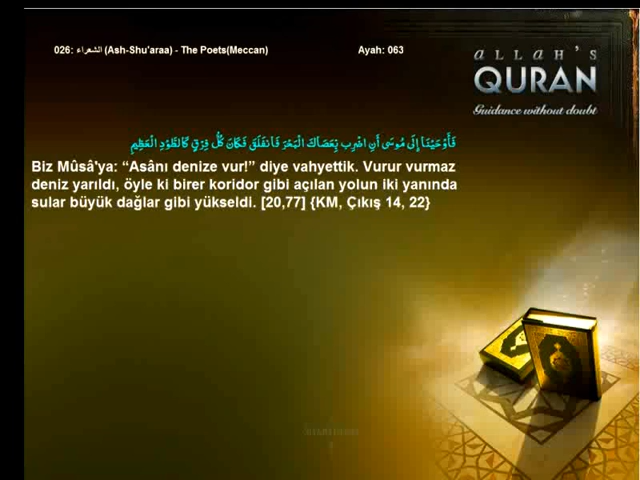 026: الشعراء (Ash-Shu'araa) - The Poets(Meccan) Ayah: 063
ALLAH'S
QURAN
Guidance without doubt
فَأَوْحَيْنَا إِلَى مُوسَى أَنِ اضْرِب بِّعَصَاكَ الْبَحْرَ فَانفَلَقَ فَكَانَ كُلُّ فِرْقٍ كَالطَّوْدِ الْعَظِيمِ
Biz Mûsâ'ya: “Asânı denize vur!” diye vahyettik. Vurur vurmaz
deniz yarıldı, öyle ki birer koridor gibi açılan yolun iki yanında
sular büyük dağlar gibi yükseldi. [20,77] {KM, Çıkış 14, 22}